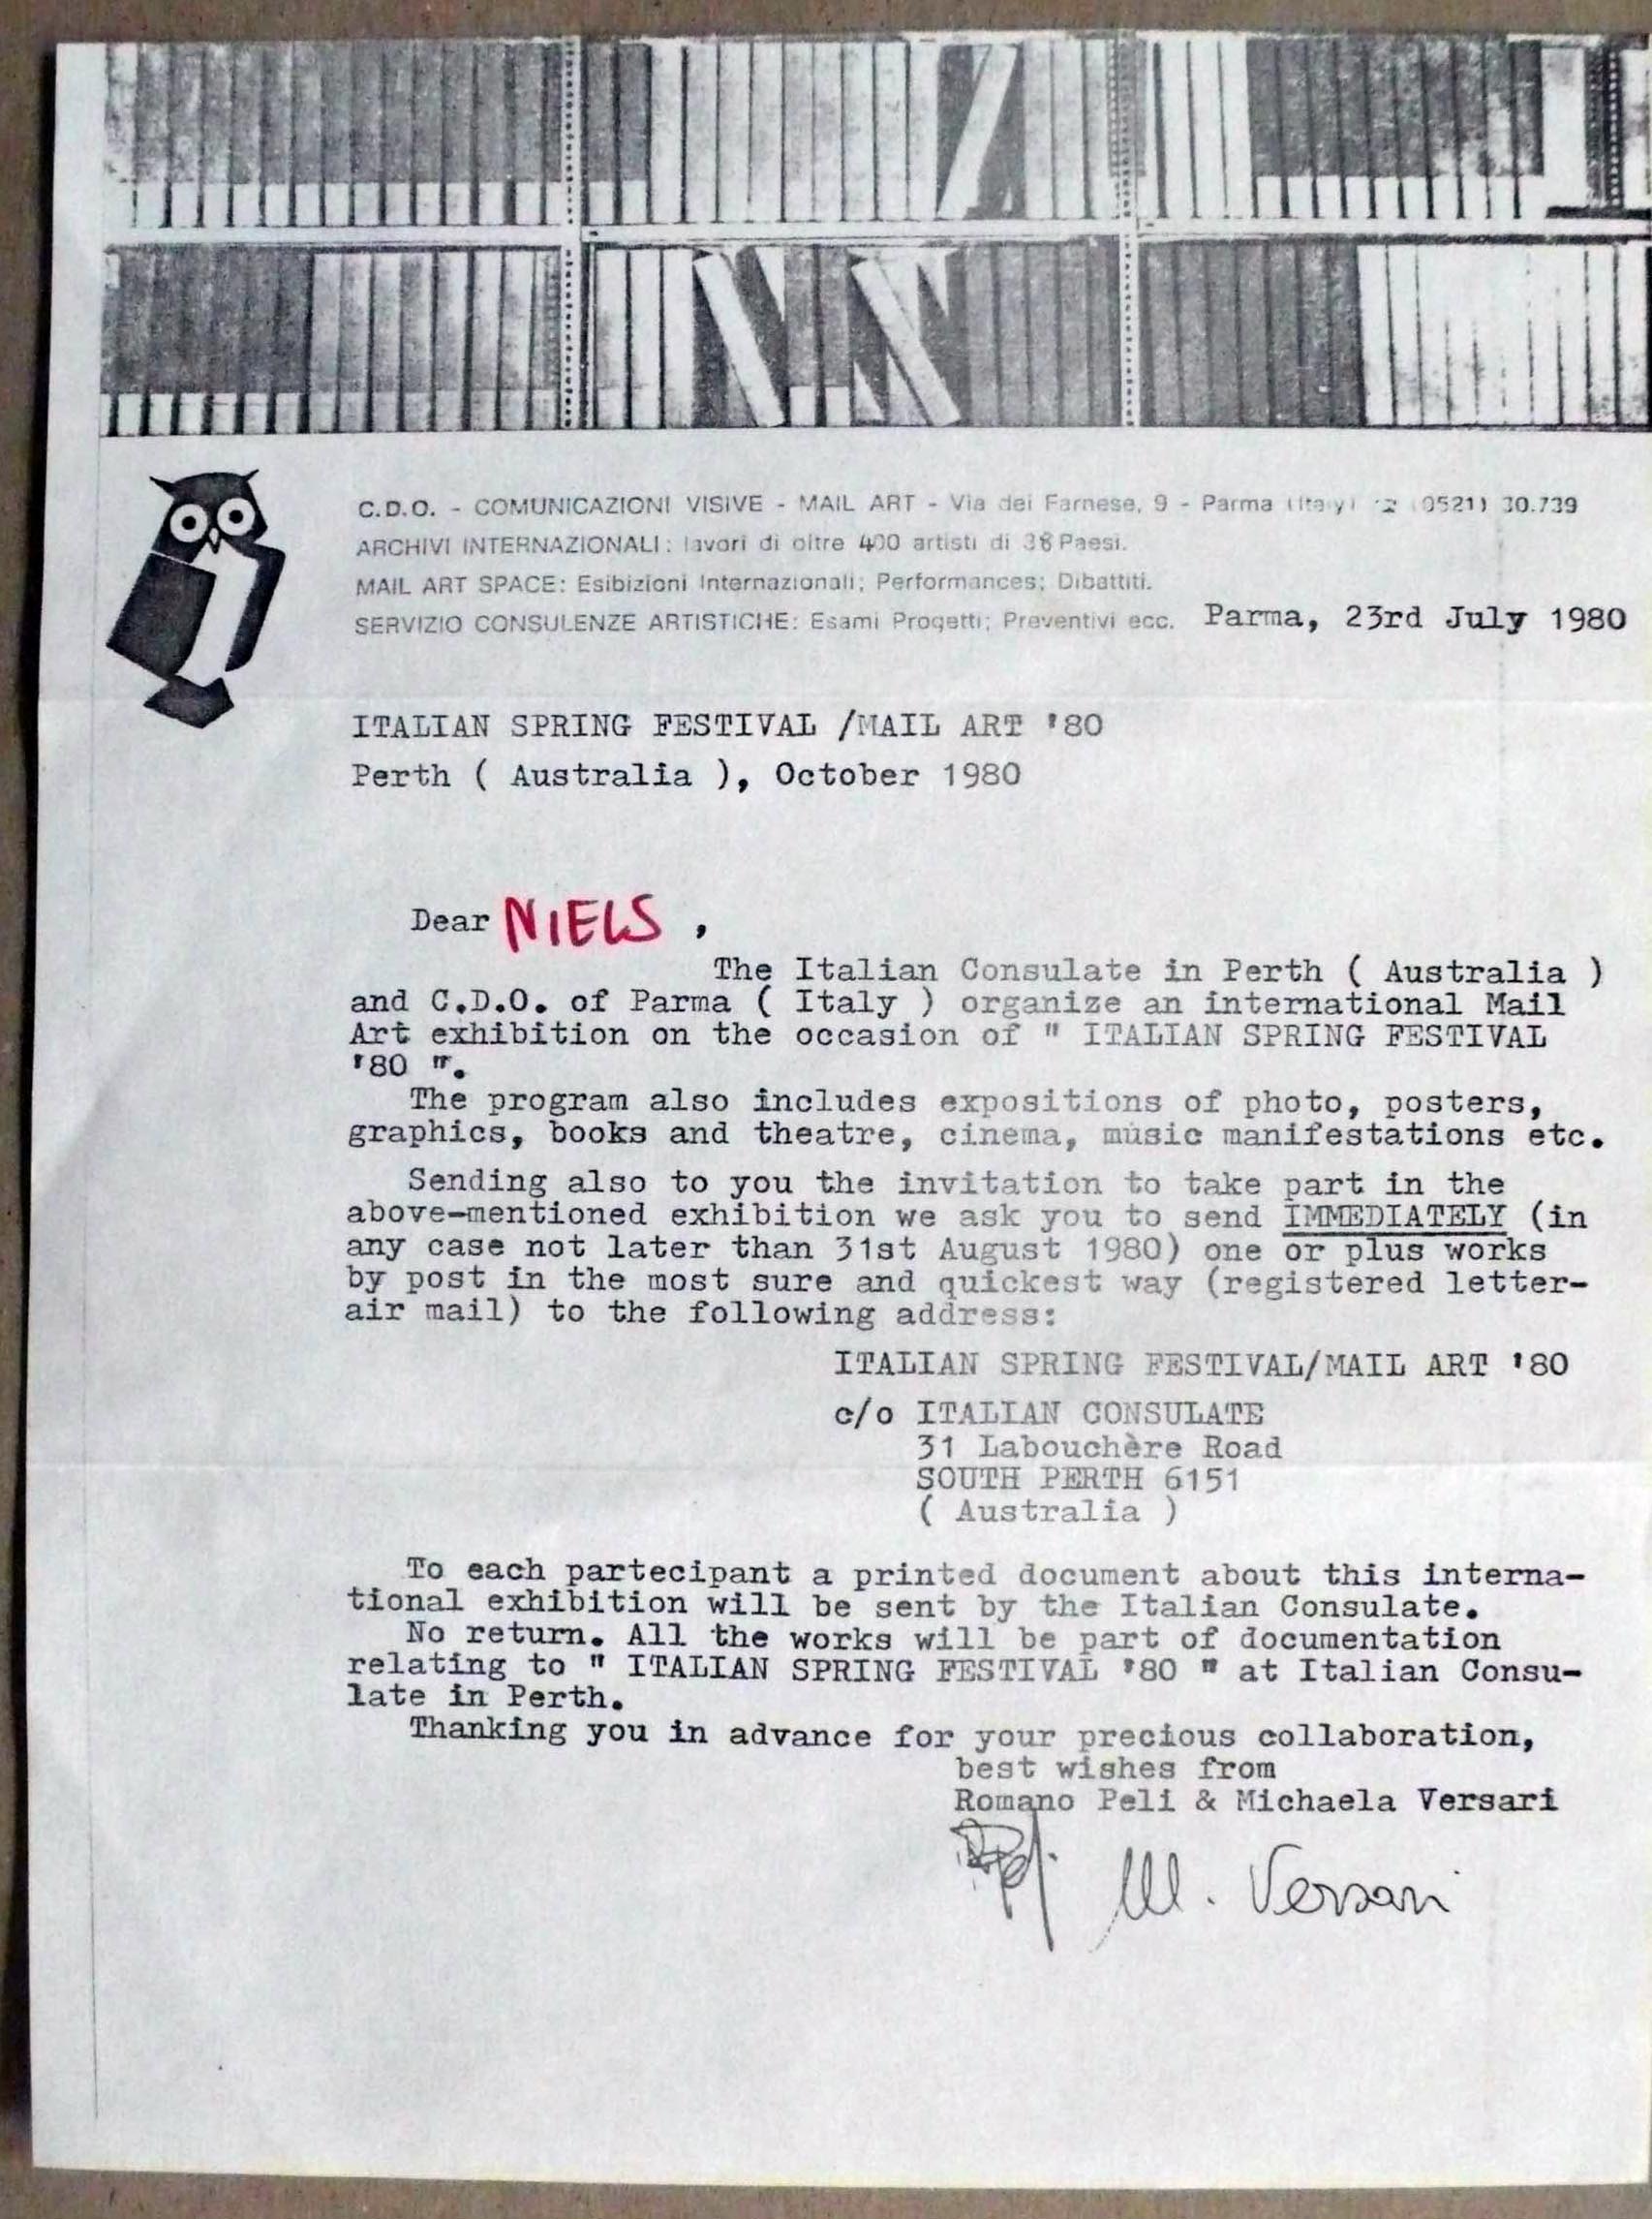 C.D.O. - COMUNICAZIONI VISIVE - MAIL ART - Via dei Farnese, 9 - Parma (Italy) (0521) 30.739
ARCHIVI INTERNAZIONALI: lavori di oltre 400 artisti di 38 Paesi.
MAIL ART SPACE: Esibizioni Internazionali; Performances; Dibattiti.
SERVIZIO CONSULENZE ARTISTICHE: Esami Progetti; Preventivi ecc. Parma, 23rd July 1980
ITALIAN SPRING FESTIVAL /MAIL ART '80
Perth ( Australia ), October 1980
Dear NIELS ,
The Italian Consulate in Perth ( Australia )
and C.D.O. of Parma ( Italy ) organize an international Mail
Art exhibition on the occasion of " ITALIAN SPRING FESTIVAL
'80 ".
The program also includes expositions of photo, posters,
graphics, books and theatre, cinema, music manifestations etc.
Sending also to you the invitation to take part in the
above-mentioned exhibition we ask you to send IMMEDIATELY (in
any case not later than 31st August 1980) one or plus works
by post in the most sure and quickest way (registered letter-
air mail) to the following address:
ITALIAN SPRING FESTIVAL/MAIL ART '80
c/o ITALIAN CONSULATE
31 Labouchère Road
SOUTH PERTH 6151
( Australia )
To each partecipant a printed document about this interna-
tional exhibition will be sent by the Italian Consulate.
No return. All the works will be part of documentation
relating to " ITALIAN SPRING FESTIVAL '80 " at Italian Consu-
late in Perth.
Thanking you in advance for your precious collaboration,
best wishes from
Romano Peli & Michaela Versari
M. Versari